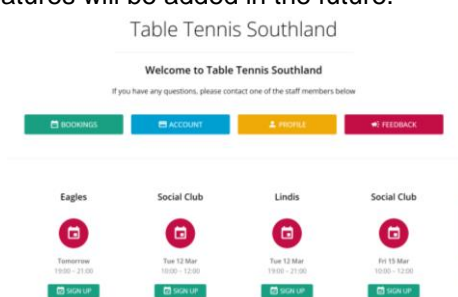 atures will be added in the future.
Table Tennis Southland
Welcome to Table Tennis Southland
If you have any questions, please contact one of the staff members below
BOOKINGS ACCOUNT PROFILE FEEDBACK
Eagles Social Club Lindis Social Club
Tomorrow Tue 12 Mar Tue 12 Mar Fri 15 Mar
19:00 - 21:00 10:00 - 12:00 19:00 - 21:00 10:00 - 12:00
SIGN UP SIGN UP SIGN UP SIGN UP